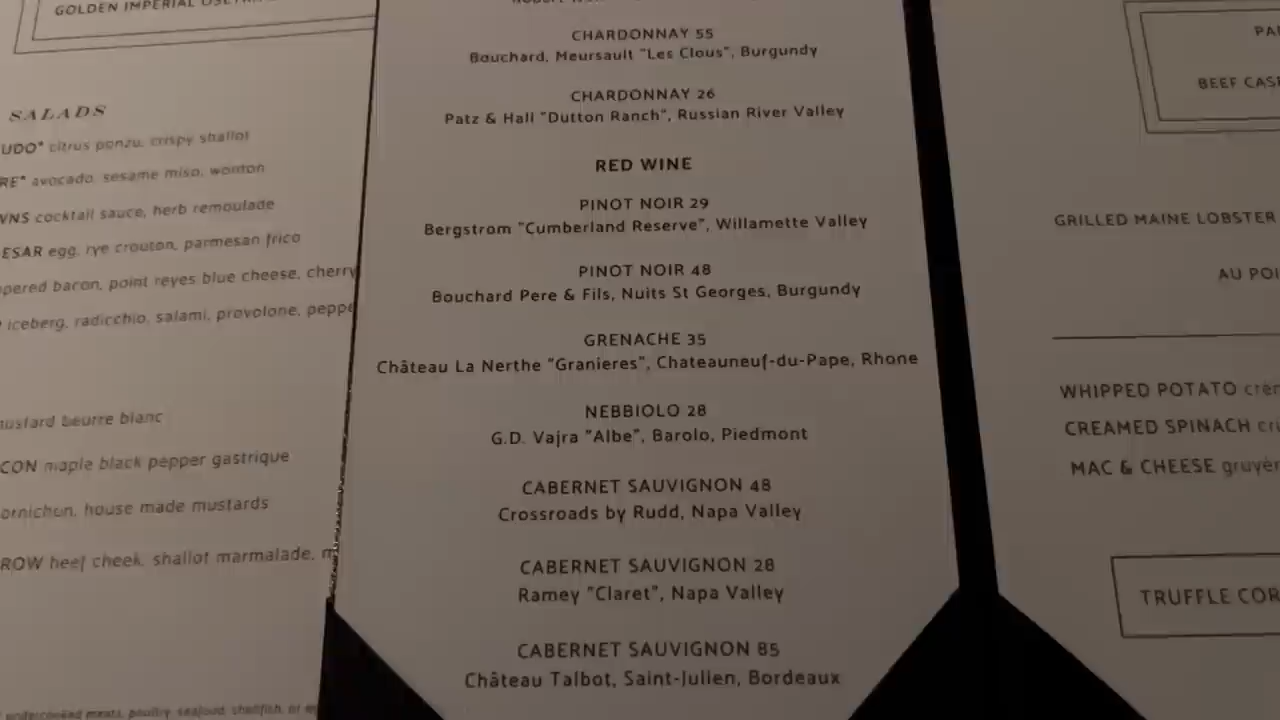 GOLDEN IMPERIAL
SALADS
citrus ponzu, crispy shallot
avocado, sesame miso, wonton
cocktail sauce, herb remoulade
egg, rye crouton, parmesan frico
bacon, point reyes blue cheese, cherry
iceberg, radicchio, salami, provolone,
beurre blanc
maple black pepper gastrique
house made mustards
beef cheek, shallot marmalade,
undercooked meats, poultry, seafood, shellfish, or
CHARDONNAY 55
Bouchard, Meursault "Les Clous", Burgundy
CHARDONNAY 26
Patz & Hall "Dutton Ranch", Russian River Valley
RED WINE
PINOT NOIR 29
Bergstrom "Cumberland Reserve", Willamette Valley
PINOT NOIR 48
Bouchard Pere & Fils, Nuits St Georges, Burgundy
GRENACHE 35
Château La Nerthe "Granieres", Chateauneuf-du-Pape, Rhone
NEBBIOLO 28
G.D. Vajra "Albe", Barolo, Piedmont
CABERNET SAUVIGNON 48
Crossroads by Rudd, Napa Valley
CABERNET SAUVIGNON 28
Ramey "Claret", Napa Valley
CABERNET SAUVIGNON 85
Château Talbot, Saint-Julien, Bordeaux
BEEF
GRILLED MAINE LOBSTER
AU
WHIPPED POTATO
CREAMED SPINACH
MAC & CHEESE
TRUFFLE